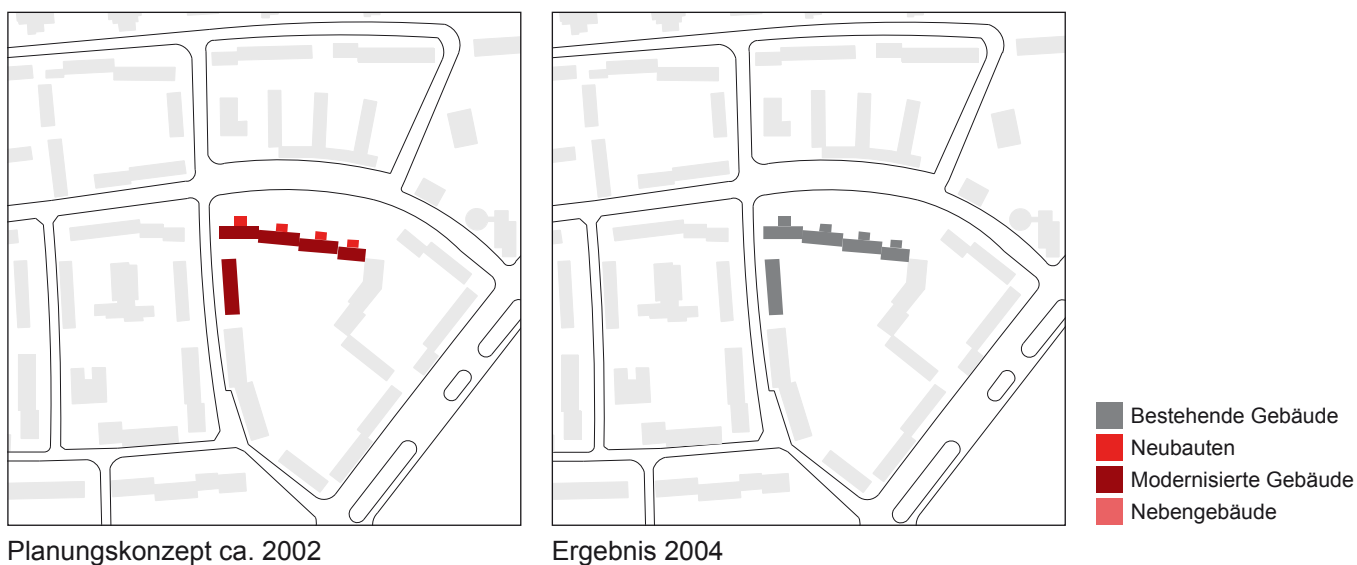 Bestehende Gebäude
Neubauten
Modernisierte Gebäude
Nebengebäude
Planungskonzept ca. 2002
Ergebnis 2004